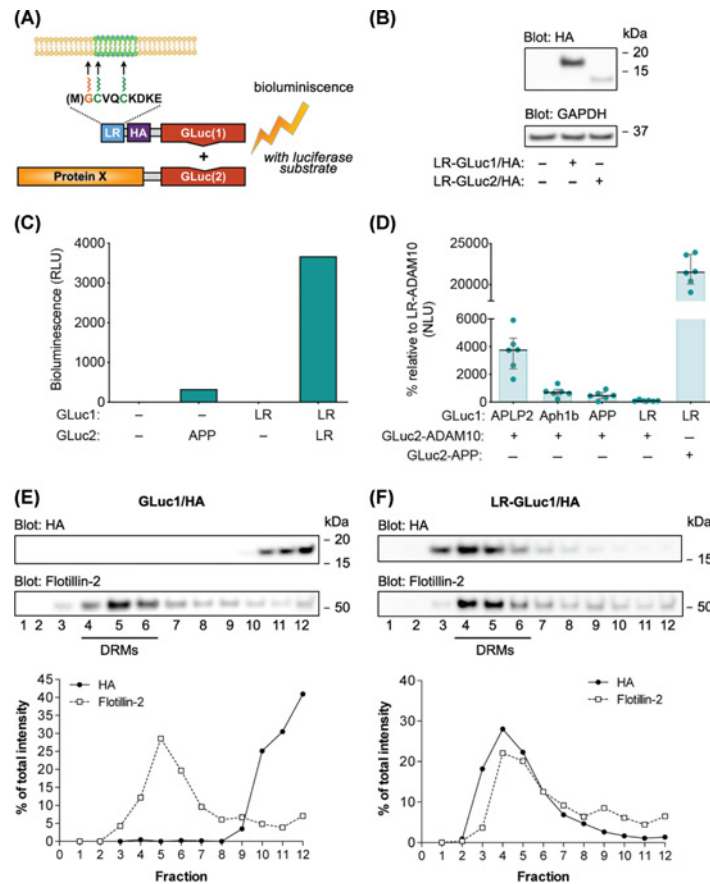 (A)
(M)GCVQCKDKE
LR HA GLuc(1)
+
Protein X GLuc(2)
bioluminiscence
with luciferase
substrate
(B)
Blot: HA
kDa
– 20
– 15
Blot: GAPDH
– 37
LR-GLuc1/HA: – + –
LR-GLuc2/HA: – – +
(C)
Bioluminescence (RLU)
4000
3000
2000
1000
0
GLuc1: – – LR LR
GLuc2: – APP – LR
(D)
% relative to LR-ADAM10
(NLU)
25000
20000
15000
8000
6000
4000
2000
0
GLuc1: APLP2 Aph1b APP LR LR
GLuc2-ADAM10: + + + + –
GLuc2-APP: – – – – +
(E)
GLuc1/HA
Blot: HA
kDa
– 20
– 15
Blot: Flotillin-2
– 50
1 2 3 4 5 6 7 8 9 10 11 12
DRMs
HA
Flotillin-2
% of total intensity
45
40
35
30
25
20
15
10
5
0
0 1 2 3 4 5 6 7 8 9 10 11 12
Fraction
(F)
LR-GLuc1/HA
Blot: HA
kDa
– 20
– 15
Blot: Flotillin-2
– 50
1 2 3 4 5 6 7 8 9 10 11 12
DRMs
HA
Flotillin-2
% of total intensity
40
30
20
10
0
0 1 2 3 4 5 6 7 8 9 10 11 12
Fraction